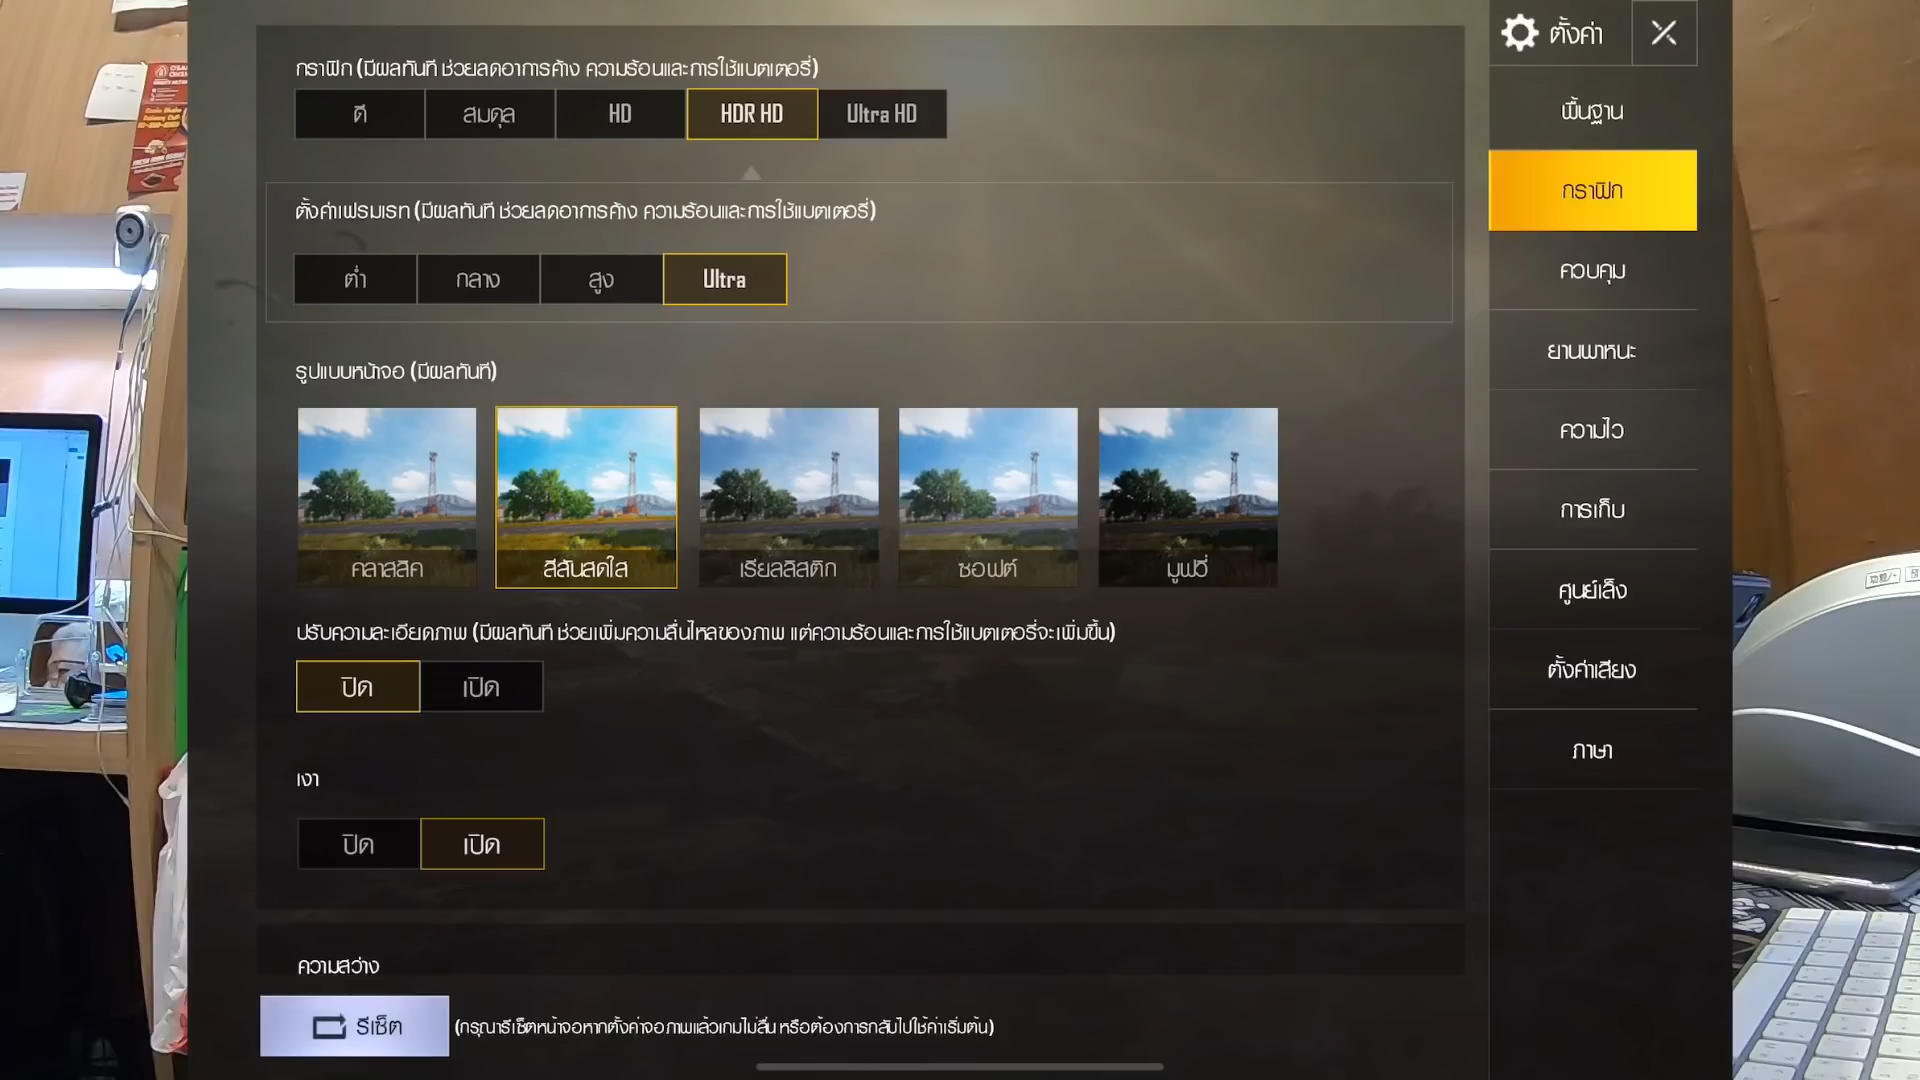 ตั้งค่า
กราฟิก (มีผลทันที ช่วยลดอาการค้าง ความร้อนและการใช้แบตเตอรี่)
ดี
สมดุล
HD
HDR HD
Ultra HD
ตั้งค่าเฟรมเรท (มีผลทันที ช่วยลดอาการค้าง ความร้อนและการใช้แบตเตอรี่)
ต่ำ
กลาง
สูง
Ultra
รูปแบบหน้าจอ (มีผลทันที)
คลาสสิค
สีสันสดใส
เรียลลิสติก
ซอฟต์
มูฟวี่
ปรับความละเอียดภาพ (มีผลทันที ช่วยเพิ่มความลื่นไหลของภาพ แต่ความร้อนและการใช้แบตเตอรี่จะเพิ่มขึ้น)
ปิด
เปิด
เงา
ปิด
เปิด
ความสว่าง
รีเซ็ต
(กรุณารีเซ็ตหน้าจอหากตั้งค่าจอภาพแล้วเกมไม่ลื่น หรือต้องการกลับไปใช้ค่าเริ่มต้น)
พื้นฐาน
กราฟิก
ควบคุม
ยานพาหนะ
ความไว
การเก็บ
ศูนย์เล็ง
ตั้งค่าเสียง
ภาษา